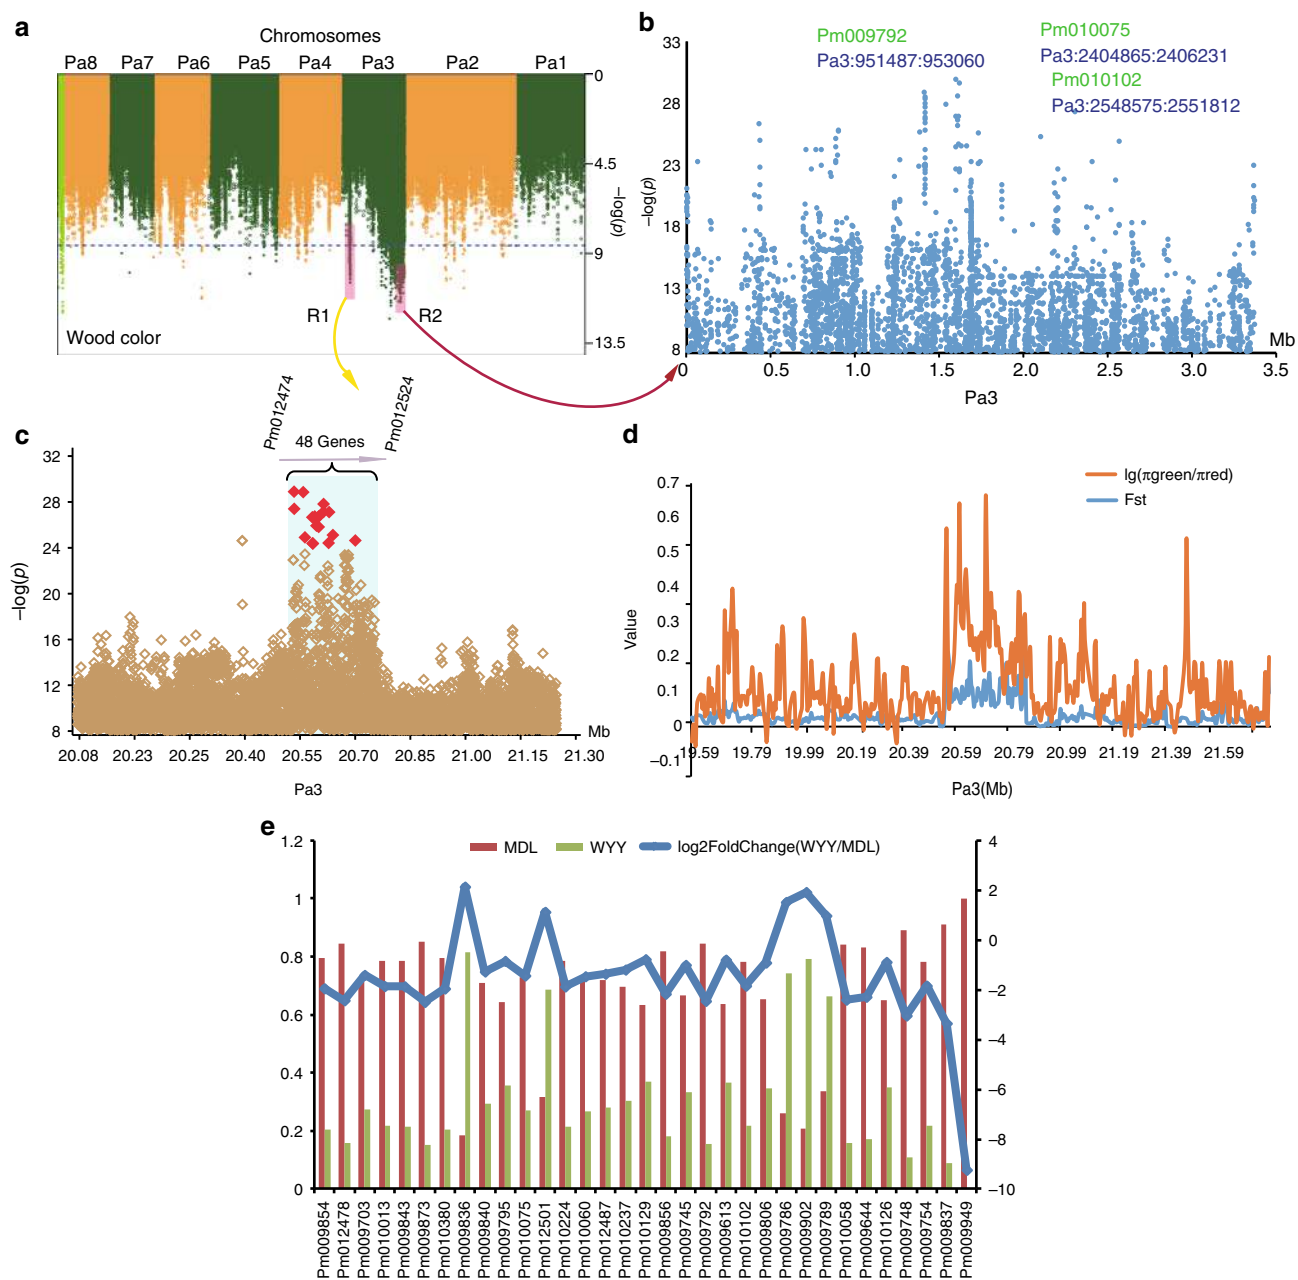 a
Chromosomes
Pa8 Pa7 Pa6 Pa5 Pa4 Pa3 Pa2 Pa1
0
4.5
9
13.5
–log(p)
R1
R2
Wood color
b
Pm009792
Pa3:951487:953060
Pm010075
Pa3:2404865:2406231
Pm010102
Pa3:2548575:2551812
33
28
23
18
13
8
–log(p)
0 0.5 1.0 1.5 2.0 2.5 3.0 3.5
Mb
Pa3
c
Pm012474
48 Genes
Pm012524
32
28
24
20
16
12
8
–log(p)
20.08 20.23 20.25 20.40 20.55 20.70 20.85 21.00 21.15 21.30
Mb
Pa3
d
lg(πgreen/πred)
Fst
0.7
0.6
0.5
0.4
0.3
0.2
0.1
0
–0.1
Value
19.59 19.79 19.99 20.19 20.39 20.59 20.79 20.99 21.19 21.39 21.59
Pa3(Mb)
e
MDL WYY log2FoldChange(WYY/MDL)
1.2
1
0.8
0.6
0.4
0.2
0
4
2
0
–2
–4
–6
–8
–10
Pm009854
Pm012478
Pm009703
Pm010013
Pm009843
Pm009873
Pm010380
Pm009836
Pm009840
Pm009795
Pm010075
Pm012501
Pm010224
Pm010060
Pm012487
Pm010237
Pm010129
Pm009856
Pm009745
Pm009792
Pm009613
Pm010102
Pm009806
Pm009786
Pm009902
Pm009789
Pm010058
Pm009644
Pm010126
Pm009748
Pm009754
Pm009837
Pm009949